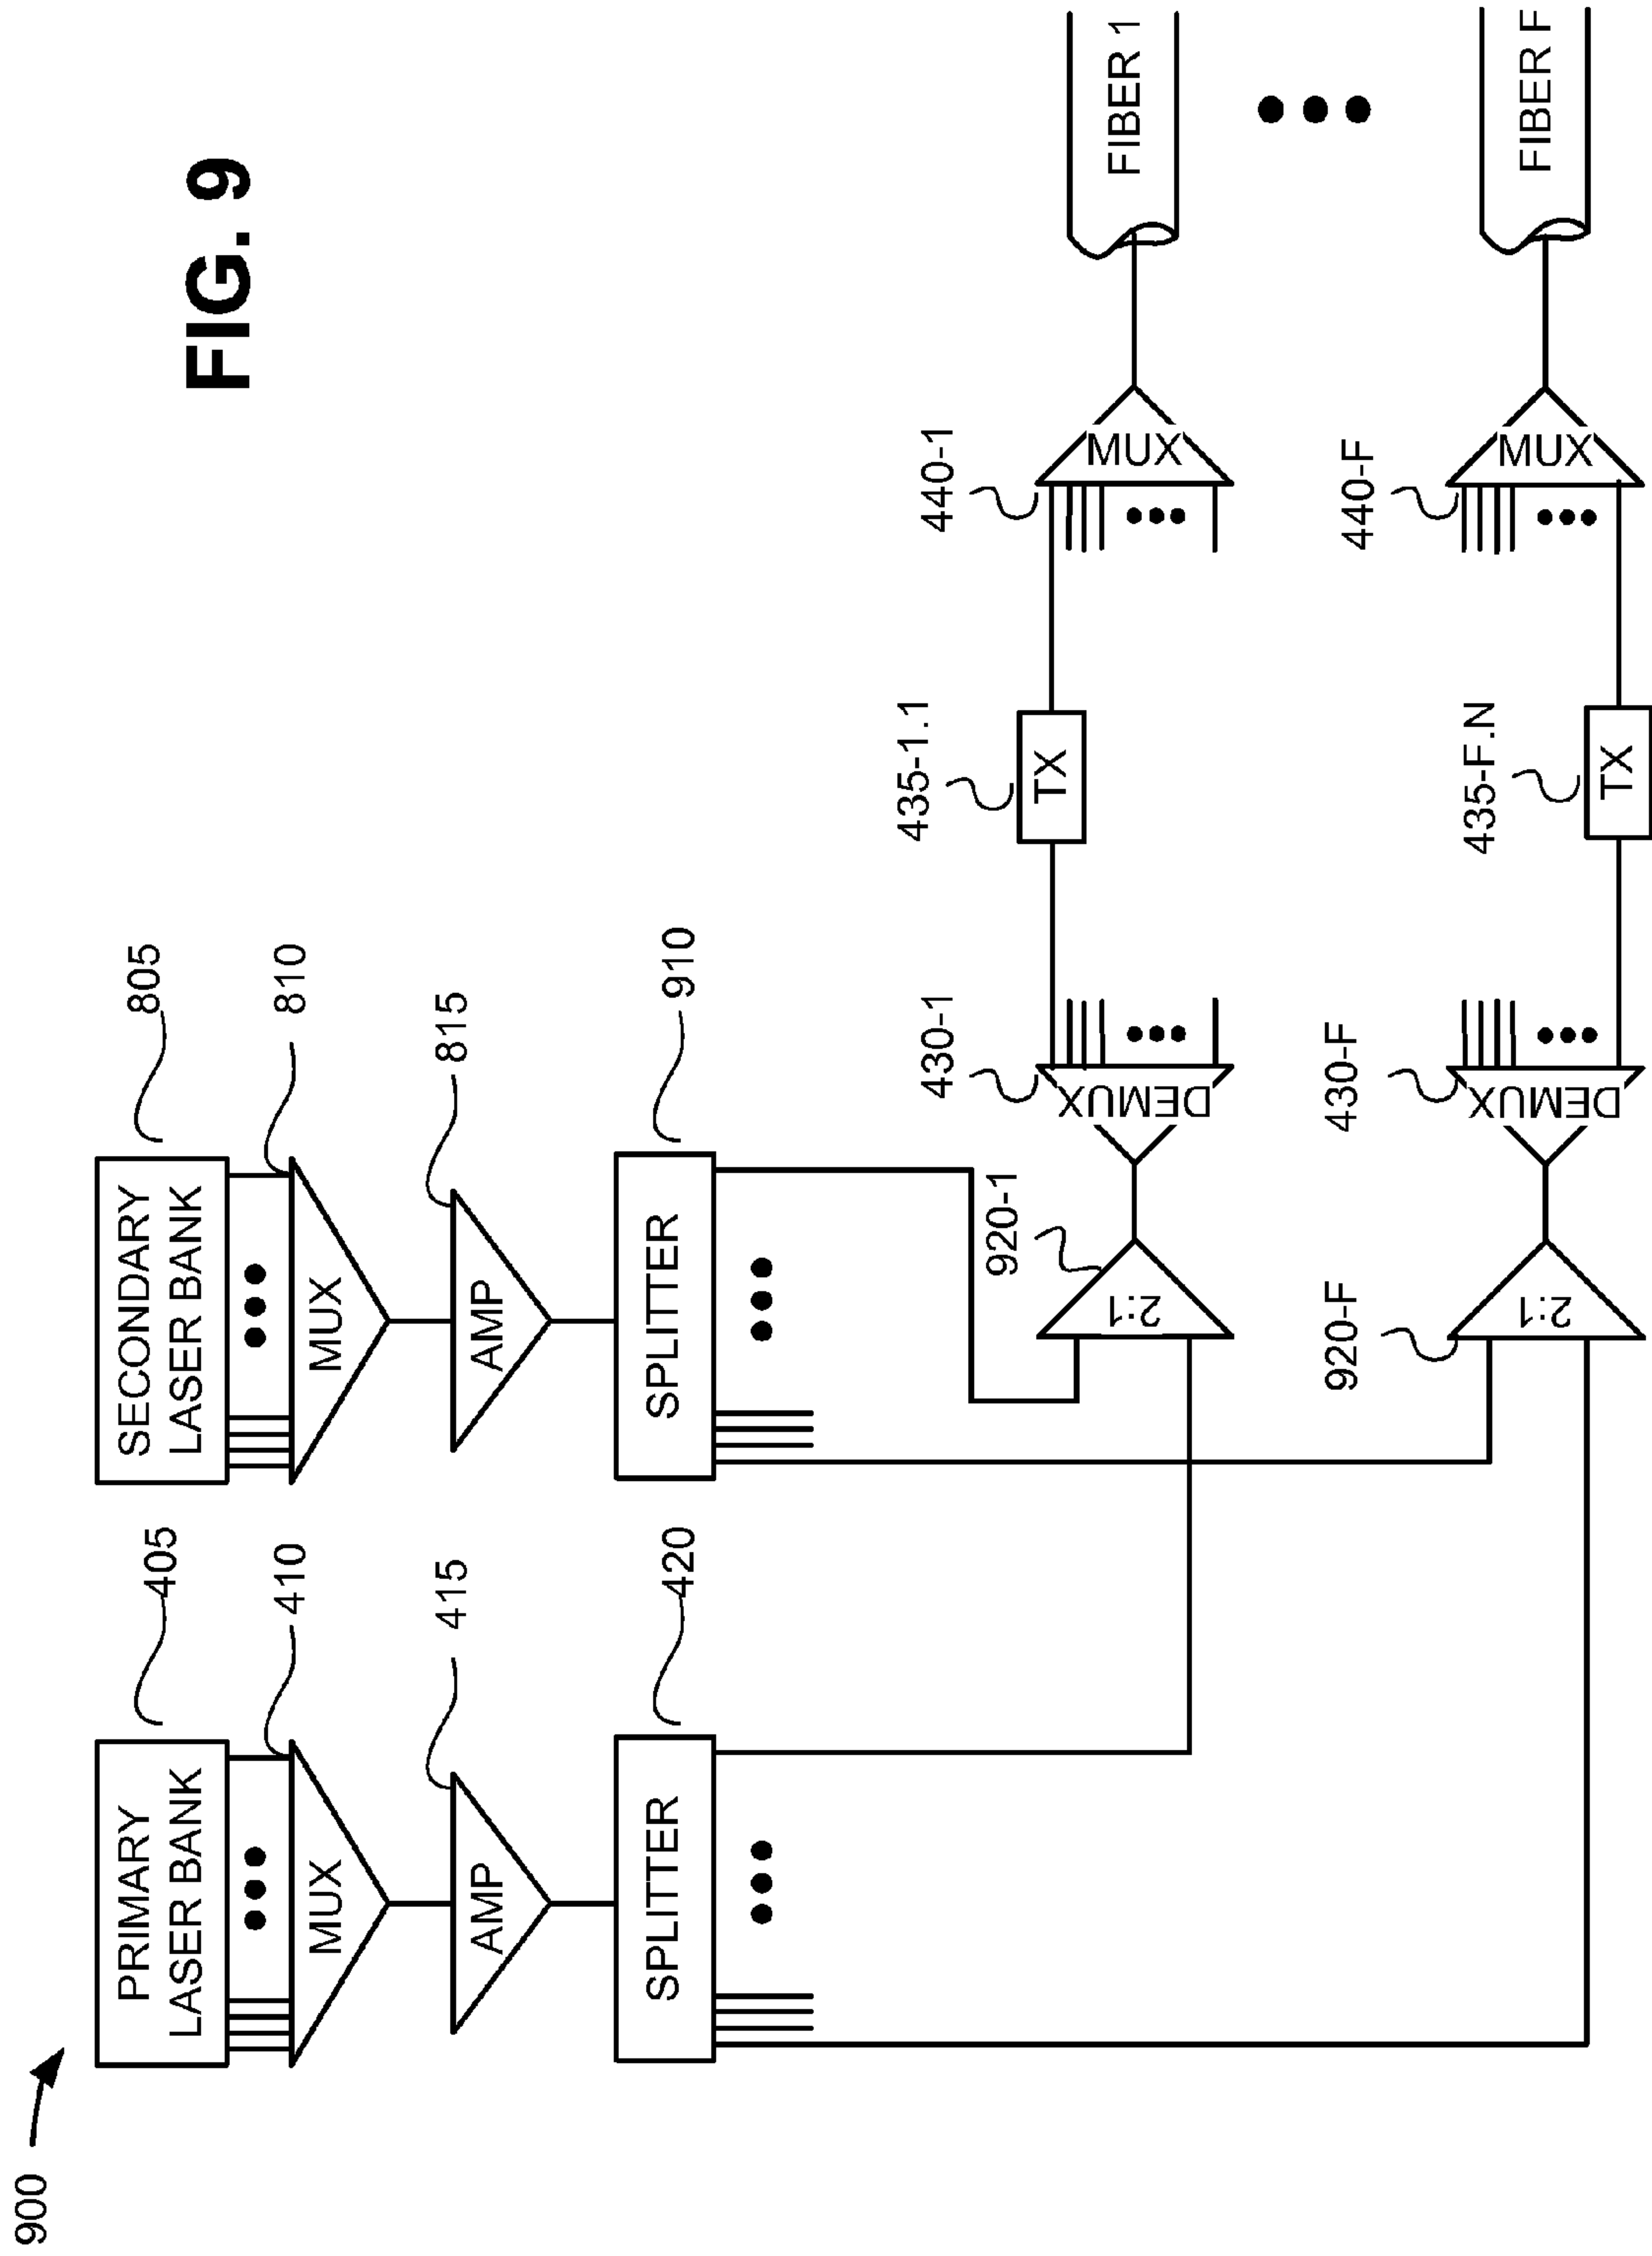 FIG. 9
900
PRIMARY
LASER BANK
405
MUX
410
AMP
415
SPLITTER
420
SECONDARY
LASER BANK
805
MUX
810
AMP
815
SPLITTER
910
2:1
920-1
DEMUX
430-1
TX
435-1.1
MUX
440-1
FIBER 1
2:1
920-F
DEMUX
430-F
TX
435-F.N
MUX
440-F
FIBER F